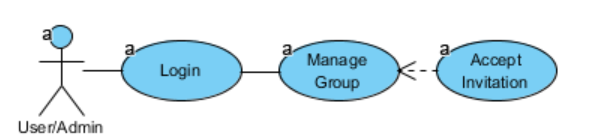 a
a
a
a
Login
Manage
Group
Accept
Invitation
User/Admin